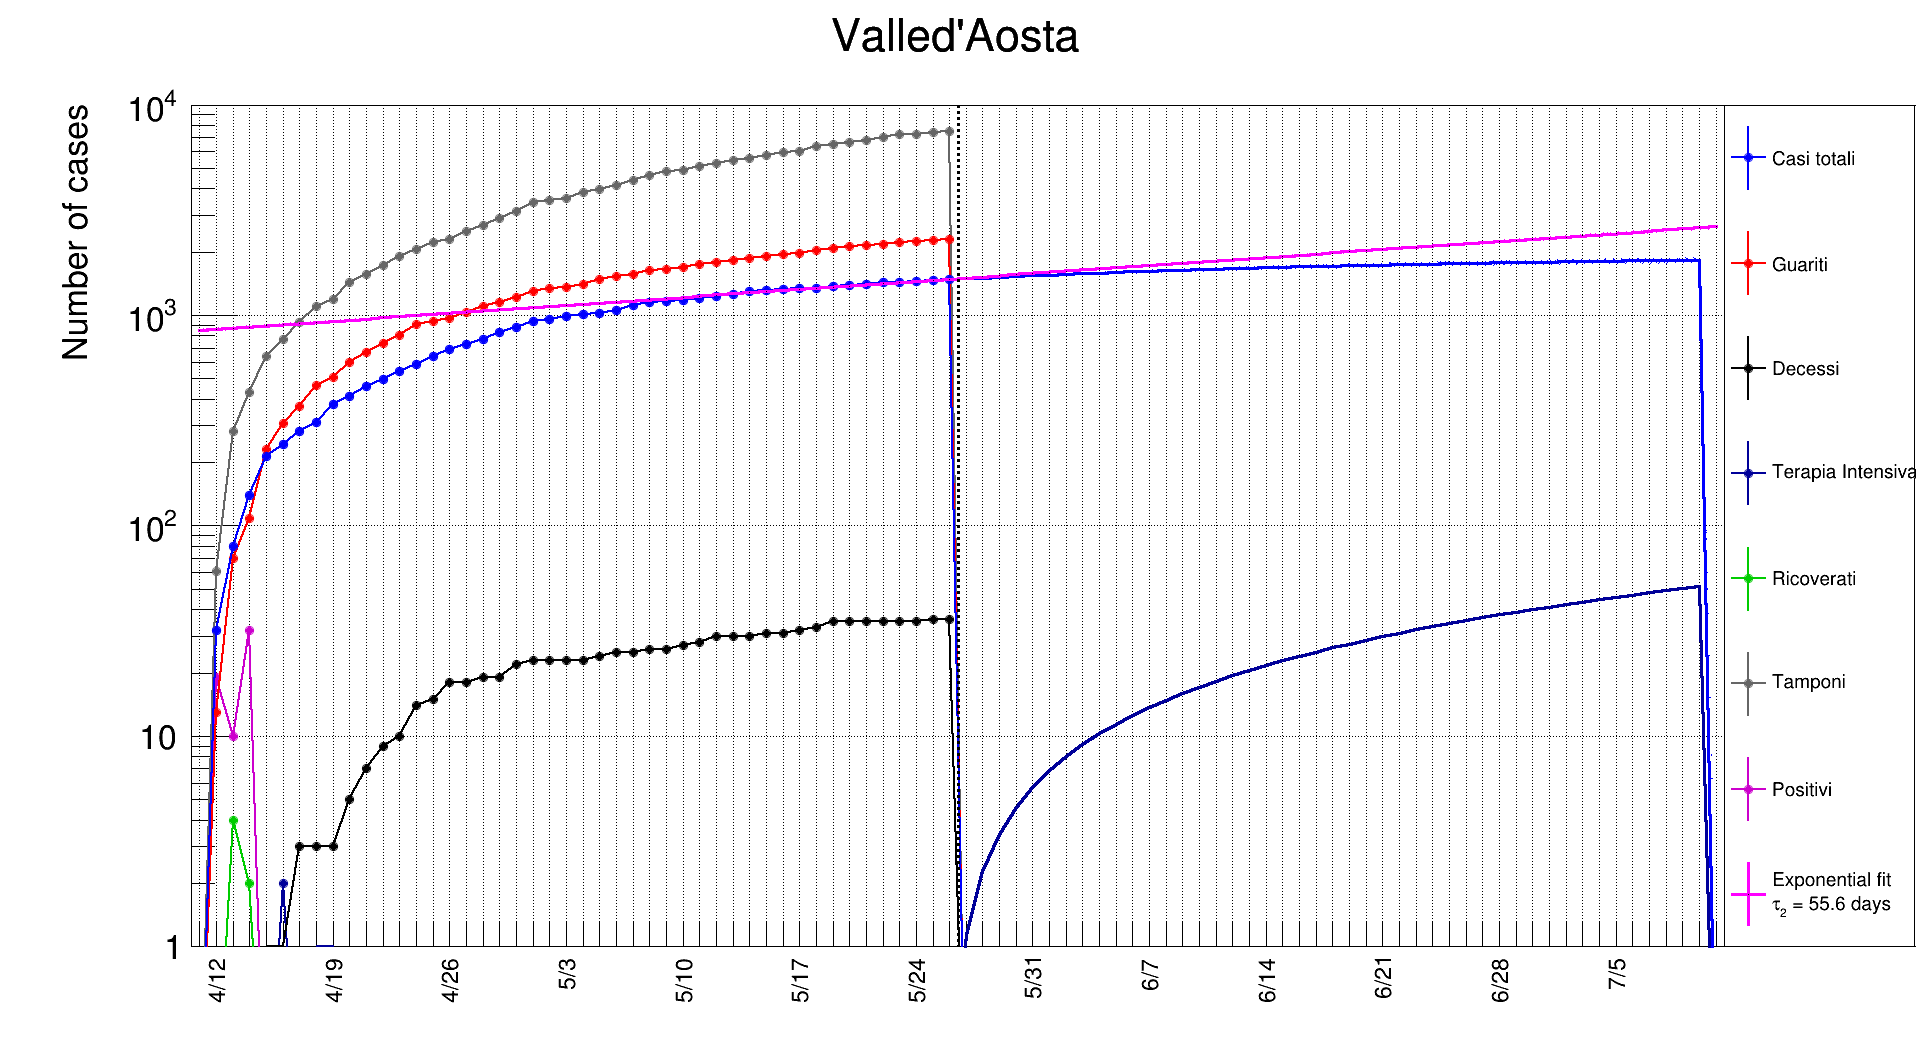 Valled'Aosta
Number of cases
10^4
10^3
10^2
10
1
4/12
4/19
4/26
5/3
5/10
5/17
5/24
5/31
6/7
6/14
6/21
6/28
7/5
Casi totali
Guariti
Decessi
Terapia Intensiva
Ricoverati
Tamponi
Positivi
Exponential fit
τ₂ = 55.6 days